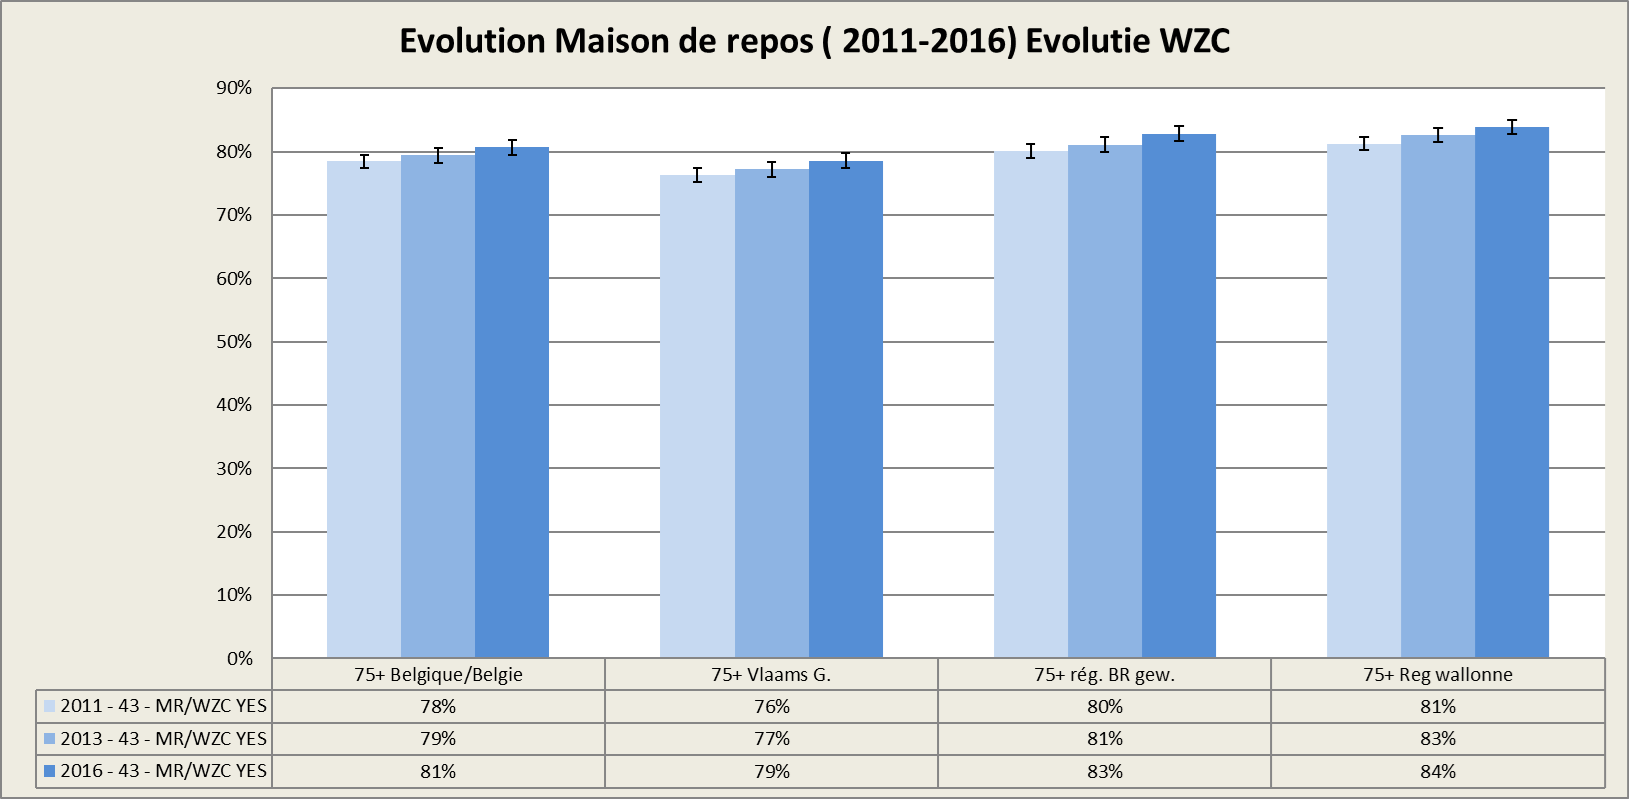 Evolution Maison de repos ( 2011-2016) Evolutie WZC
90%
80%
70%
60%
50%
40%
30%
20%
10%
0%
75+ Belgique/Belgie 75+ Vlaams G. 75+ rég. BR gew. 75+ Reg wallonne
2011 - 43 - MR/WZC YES 78% 76% 80% 81%
2013 - 43 - MR/WZC YES 79% 77% 81% 83%
2016 - 43 - MR/WZC YES 81% 79% 83% 84%